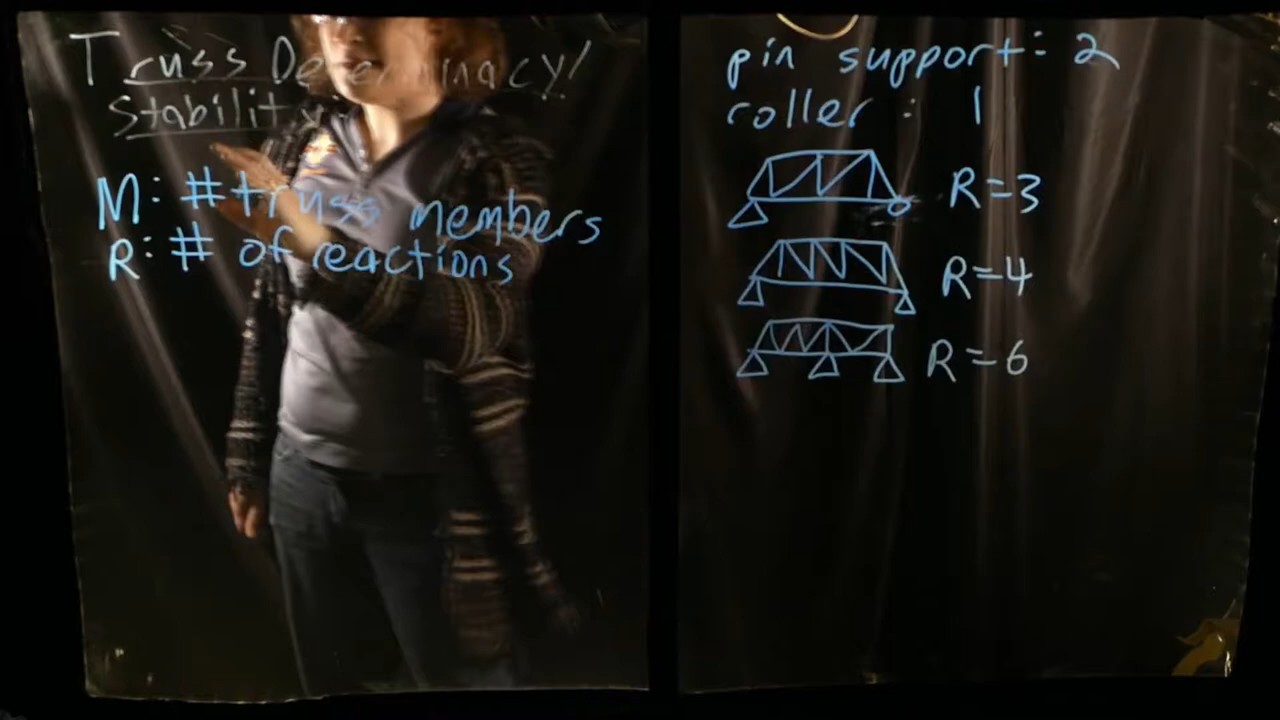 Truss Determinacy/
Stability
M: # truss members
R: # of reactions
pin support: 2
roller : 1
R=3
R=4
R=6